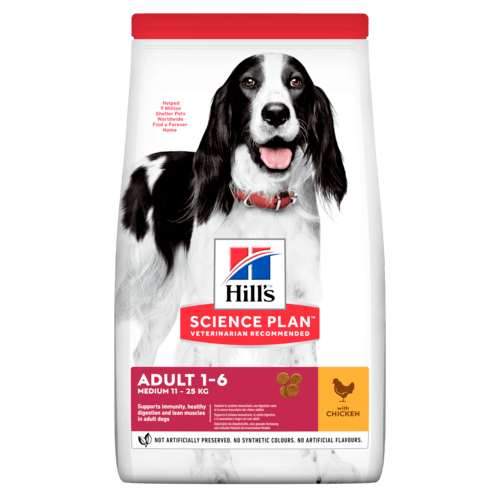 Helped
9 Million
Shelter Pets
Worldwide
Find a Forever
Home
Hill's
SCIENCE PLAN™
VETERINARIAN RECOMMENDED
ADULT 1-6
MEDIUM 11 - 25 KG
Supports immunity, healthy
digestion and lean muscles
in adult dogs
with
CHICKEN
NOT ARTIFICIALLY PRESERVED. NO SYNTHETIC COLOURS. NO ARTIFICIAL FLAVOURS.